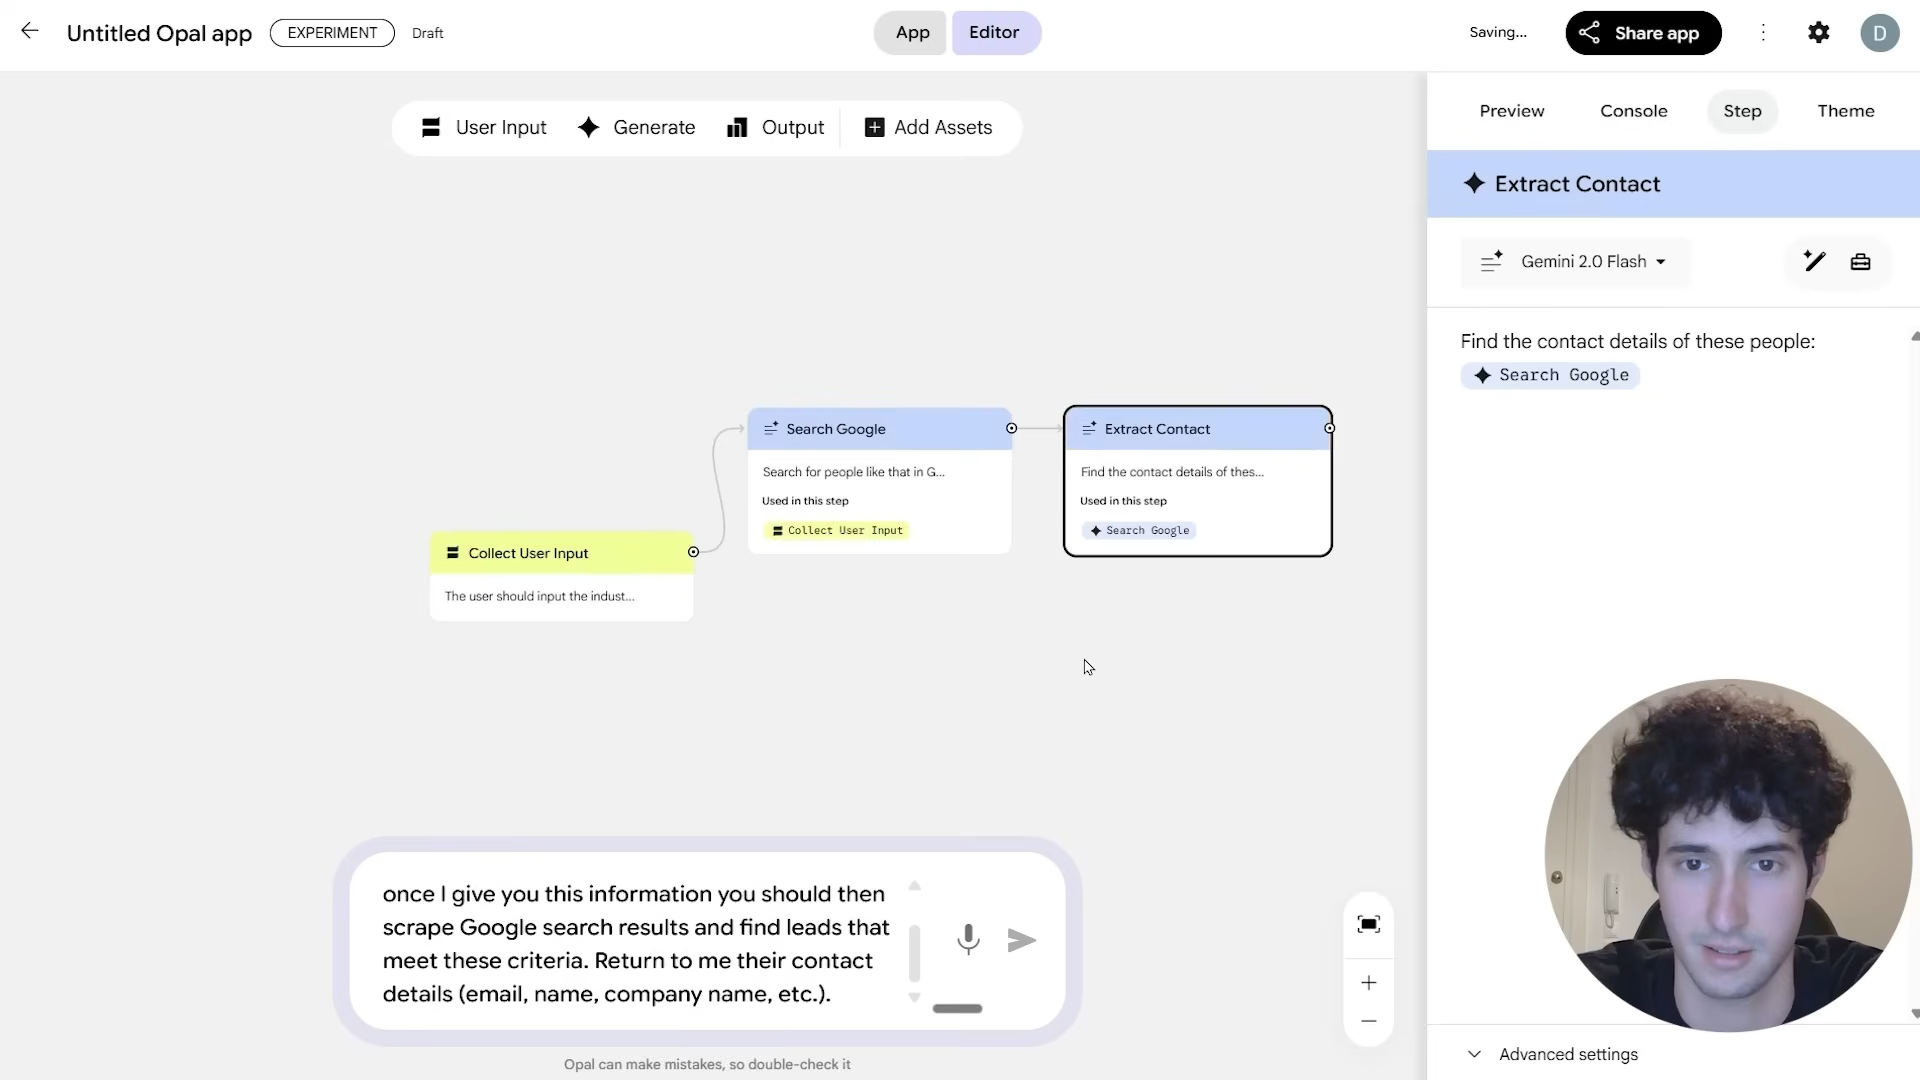 Untitled Opal app
EXPERIMENT
Draft
App
Editor
Saving...
Share app
D
User Input
Generate
Output
Add Assets
Preview
Console
Step
Theme
Extract Contact
Gemini 2.0 Flash
Find the contact details of these people:
Search Google
Search Google
Search for people like that in G...
Used in this step
Collect User Input
Extract Contact
Find the contact details of thes...
Used in this step
Search Google
Collect User Input
The user should input the indust...
once I give you this information you should then
scrape Google search results and find leads that
meet these criteria. Return to me their contact
details (email, name, company name, etc.).
Opal can make mistakes, so double-check it
Advanced settings